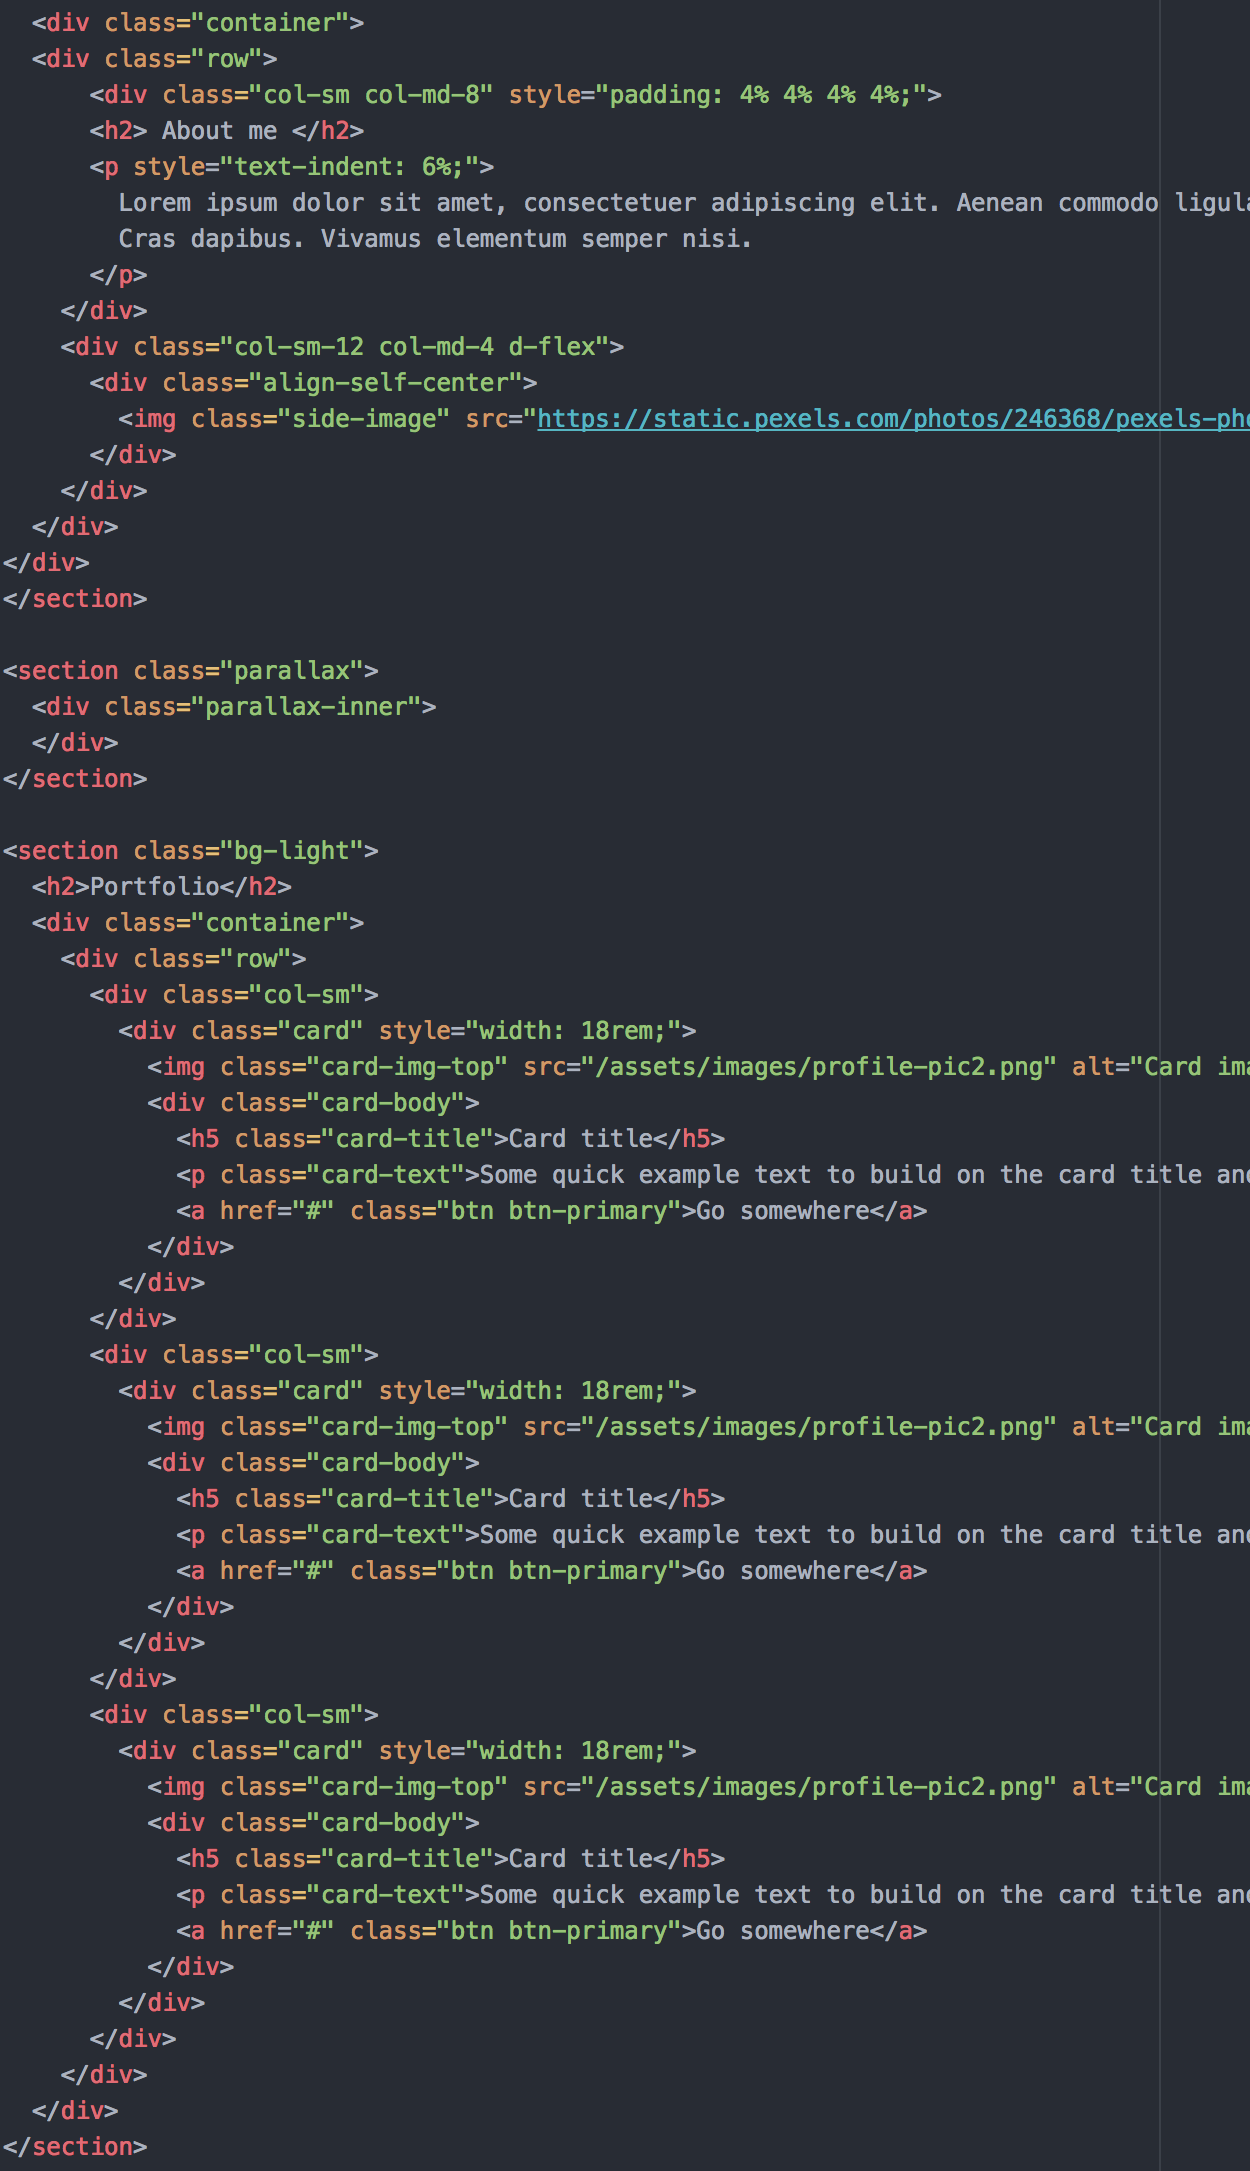 <div class="container">
<div class="row">
<div class="col-sm col-md-8" style="padding: 4% 4% 4% 4%;">
<h2> About me </h2>
<p style="text-indent: 6%;">
Lorem ipsum dolor sit amet, consectetuer adipiscing elit. Aenean commodo ligula
Cras dapibus. Vivamus elementum semper nisi.
</p>
</div>
<div class="col-sm-12 col-md-4 d-flex">
<div class="align-self-center">
<img class="side-image" src="https://static.pexels.com/photos/246368/pexels-pho
</div>
</div>
</div>
</div>
</section>
<section class="parallax">
<div class="parallax-inner">
</div>
</section>
<section class="bg-light">
<h2>Portfolio</h2>
<div class="container">
<div class="row">
<div class="col-sm">
<div class="card" style="width: 18rem;">
<img class="card-img-top" src="/assets/images/profile-pic2.png" alt="Card ima
<div class="card-body">
<h5 class="card-title">Card title</h5>
<p class="card-text">Some quick example text to build on the card title and
<a href="#" class="btn btn-primary">Go somewhere</a>
</div>
</div>
</div>
<div class="col-sm">
<div class="card" style="width: 18rem;">
<img class="card-img-top" src="/assets/images/profile-pic2.png" alt="Card ima
<div class="card-body">
<h5 class="card-title">Card title</h5>
<p class="card-text">Some quick example text to build on the card title and
<a href="#" class="btn btn-primary">Go somewhere</a>
</div>
</div>
</div>
<div class="col-sm">
<div class="card" style="width: 18rem;">
<img class="card-img-top" src="/assets/images/profile-pic2.png" alt="Card ima
<div class="card-body">
<h5 class="card-title">Card title</h5>
<p class="card-text">Some quick example text to build on the card title and
<a href="#" class="btn btn-primary">Go somewhere</a>
</div>
</div>
</div>
</div>
</div>
</section>